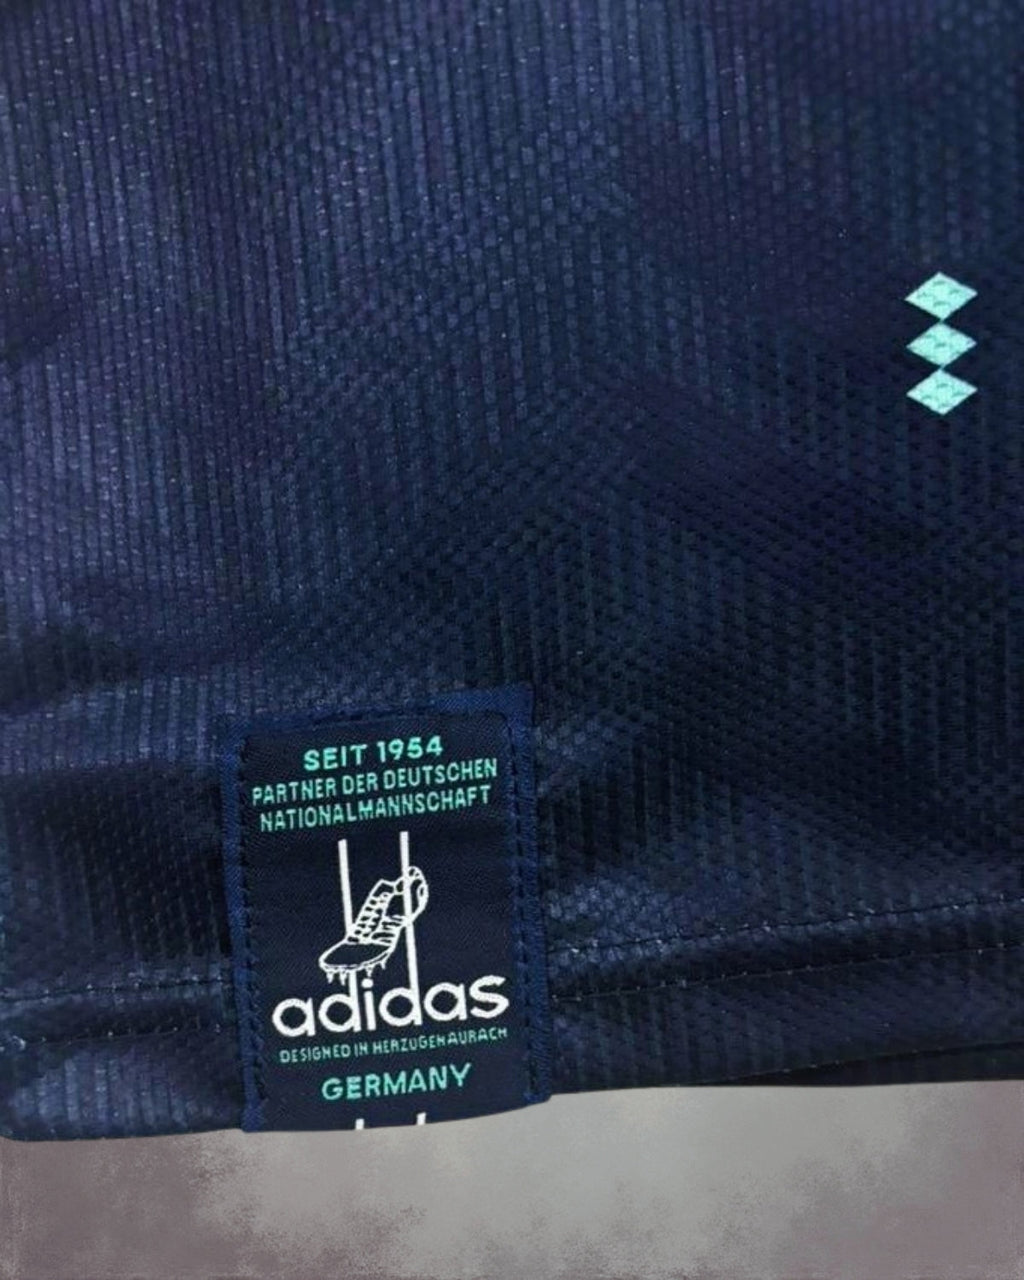 SEIT 1954
PARTNER DER DEUTSCHEN
NATIONALMANNSCHAFT
adidas
DESIGNED IN HERZOGENAURACH
GERMANY